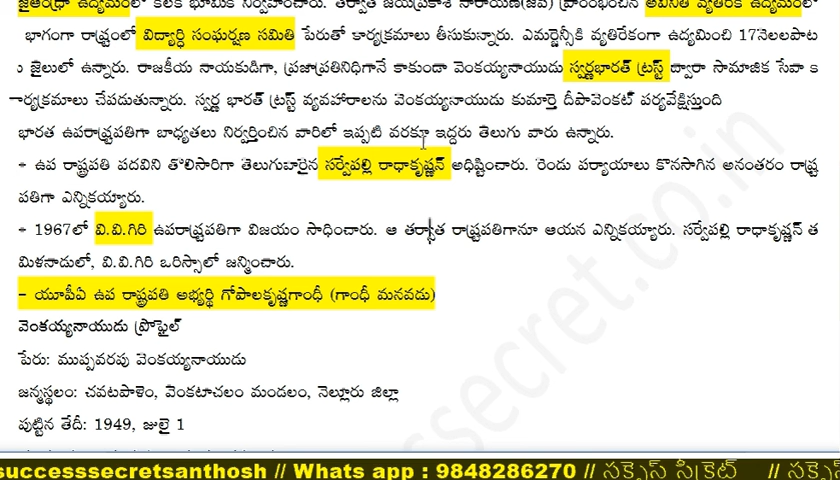 జైఆంధ్రా ఉద్యమంలో కీలక భూమిక నిర్వహించారు. తర్వాత జయప్రకాశ్ నారాయణ్(జేపీ) ప్రారంభించిన అవినీతి వ్యతిరేక ఉద్యమంలో
భాగంగా రాష్ట్రంలో విద్యార్థి సంఘర్షణ సమితి పేరుతో కార్యక్రమాలు తీసుకున్నారు. ఎమర్జెన్సీకి వ్యతిరేకంగా ఉద్యమించి 17నెలలపాట
ు జైలులో ఉన్నారు. రాజకీయ నాయకుడిగా, ప్రజాప్రతినిధిగానే కాకుండా వెంకయ్యనాయుడు స్వర్ణభారత్ ట్రస్ట్ ద్వారా సామాజిక సేవా క
ార్యక్రమాలు చేపడుతున్నారు. స్వర్ణ భారత్ ట్రస్ట్ వ్యవహారాలను వెంకయ్యనాయుడు కుమార్తె దీపావెంకట్ పర్యవేక్షిస్తుంది
భారత ఉపరాష్ట్రపతిగా బాధ్యతలు నిర్వర్తించిన వారిలో ఇప్పటి వరకూ ఇద్దరు తెలుగు వారు ఉన్నారు.
+ ఉప రాష్ట్రపతి పదవిని తొలిసారిగా తెలుగువారైన సర్వేపల్లి రాధాకృష్ణన్ అధిష్టించారు. రెండు పర్యాయాలు కొనసాగిన అనంతరం రాష్ట్ర
పతిగా ఎన్నికయ్యారు.
+ 1967లో వి.వి.గిరి ఉపరాష్ట్రపతిగా విజయం సాధించారు. ఆ తర్వాత రాష్ట్రపతిగానూ ఆయన ఎన్నికయ్యారు. సర్వేపల్లి రాధాకృష్ణన్ త
మిళనాడులో, వి.వి.గిరి ఒరిస్సాలో జన్మించారు.
- యూపీఏ ఉప రాష్ట్రపతి అభ్యర్థి గోపాలకృష్ణగాంధీ (గాంధీ మనవడు)
వెంకయ్యనాయుడు ప్రొఫైల్
పేరు: ముప్పవరపు వెంకయ్యనాయుడు
జన్మస్థలం: చవటపాళెం, వెంకటాచలం మండలం, నెల్లూరు జిల్లా
పుట్టిన తేదీ: 1949, జులై 1
successsecretsanthosh // Whats app : 9848286270 // సక్సెస్ సీక్రెట్ // సక్సెస్
ssecret.co.in